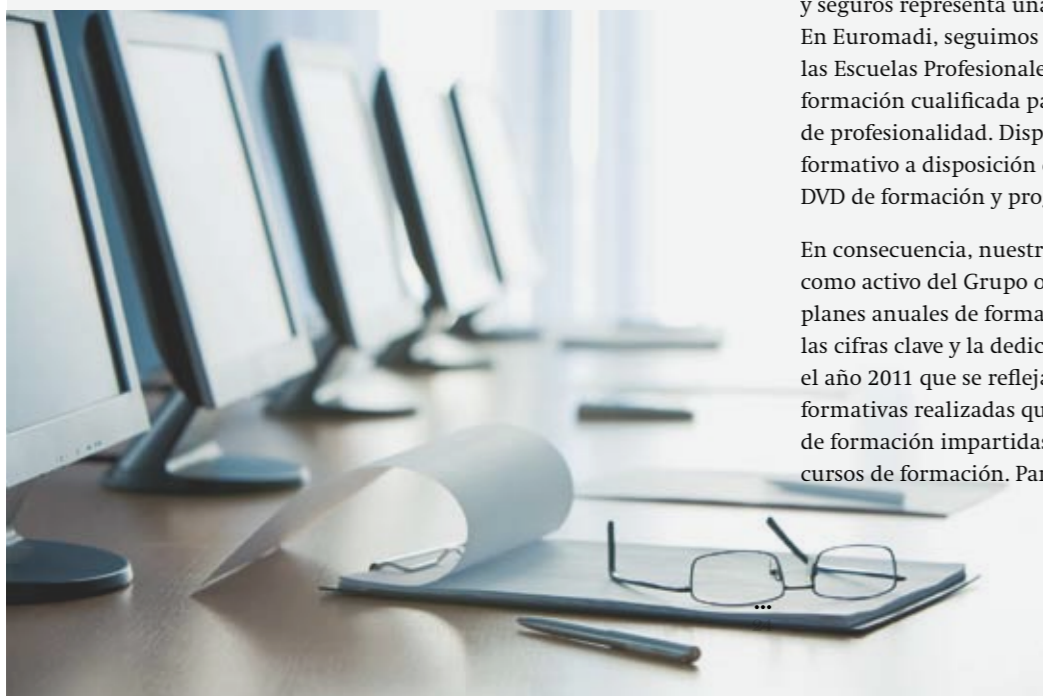 y seguros representa una
En Euromadi, seguimos
las Escuelas Profesionale
formación cualificada pa
de profesionalidad. Disp
formativo a disposición
DVD de formación y pro
En consecuencia, nuestr
como activo del Grupo o
planes anuales de forma
las cifras clave y la dedic
el año 2011 que se refleja
formativas realizadas qu
de formación impartidas
cursos de formación. Par
•••